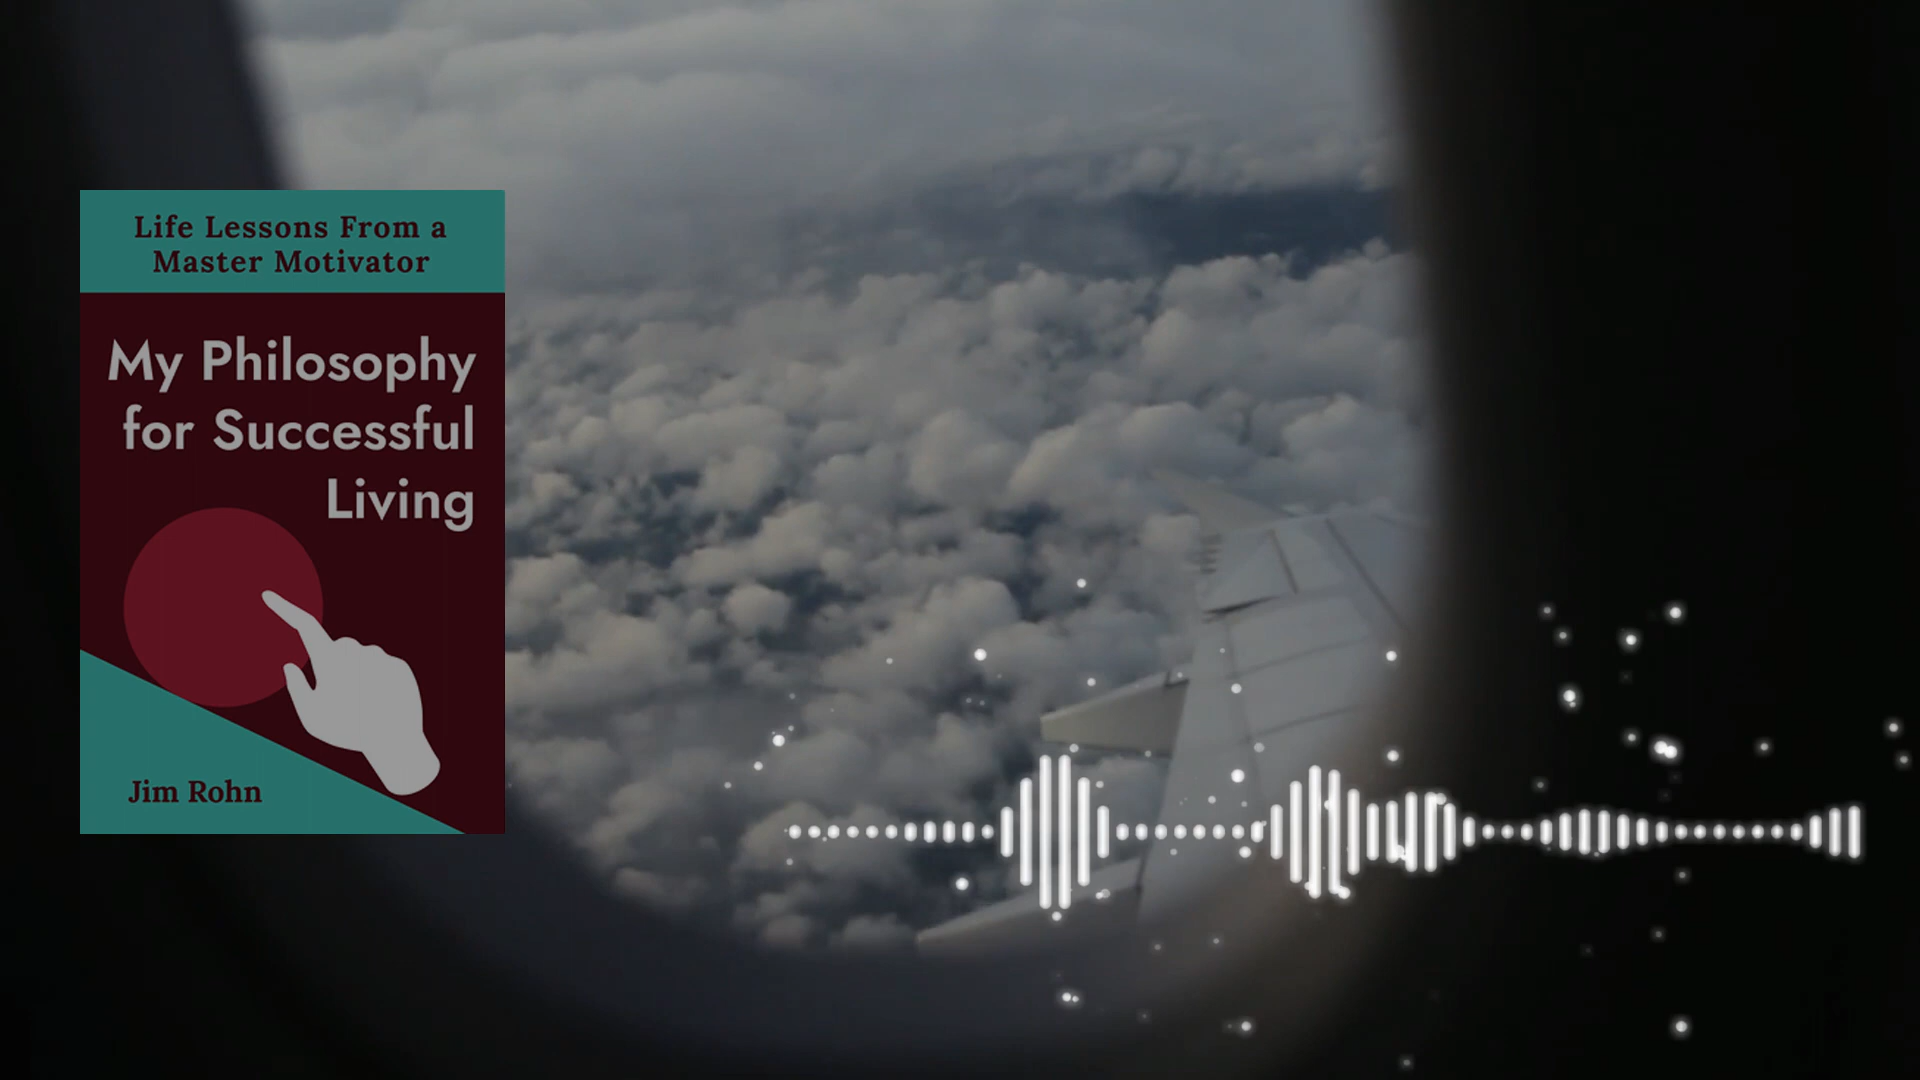 Life Lessons From a
Master Motivator
My Philosophy
for Successful
Living
Jim Rohn